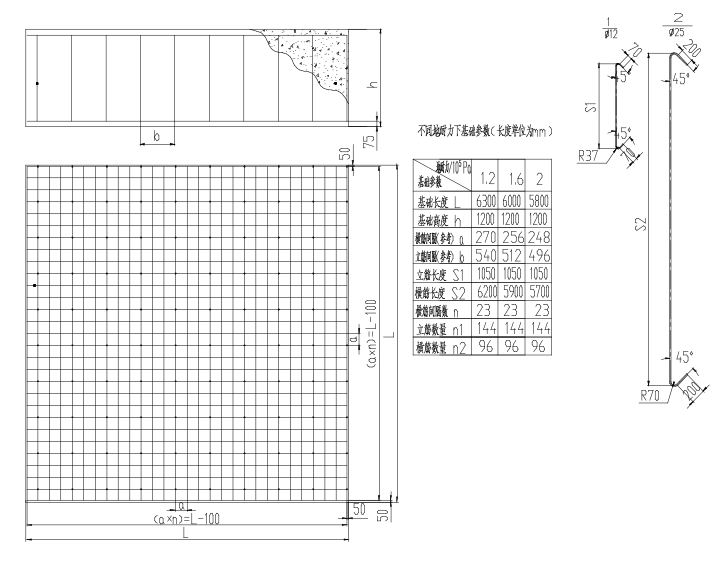 h
b
75
50
不同地耐力下基础参数(长度单位为mm)
地耐力/10⁵Pa
基础参数 1.2 1.6 2
基础长度 L 6300 6000 5800
基础高度 h 1200 1200 1200
横筋间隔(参考) a 270 256 248
立筋间隔(参考) b 540 512 496
立筋长度 S1 1050 1050 1050
横筋长度 S2 6200 5900 5700
横筋间隔数 n 23 23 23
立筋数量 n1 144 144 144
横筋数量 n2 96 96 96
a
(a×n)=L-100
L
a
(a×n)=L-100
L
50
50
1
ø12
70
S1
45°
R37
70
2
ø25
200
45°
S2
45°
R70
200